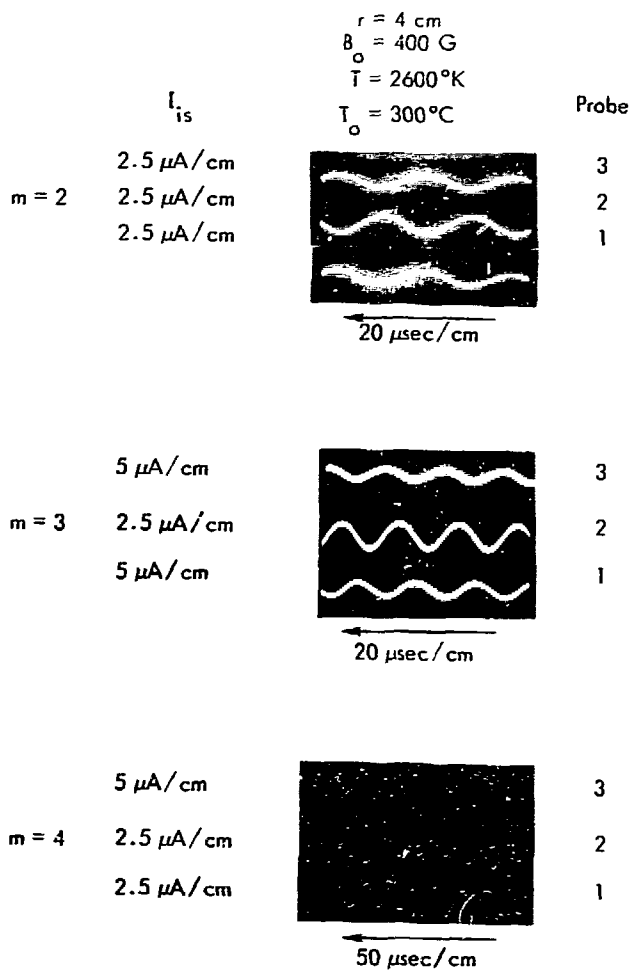 r = 4 cm
B_o = 400 G
T = 2600°K
I_is T_o = 300°C Probe
2.5 μA/cm 3
m = 2 2.5 μA/cm 2
2.5 μA/cm 1
20 μsec/cm
5 μA/cm 3
m = 3 2.5 μA/cm 2
5 μA/cm 1
20 μsec/cm
5 μA/cm 3
m = 4 2.5 μA/cm 2
2.5 μA/cm 1
50 μsec/cm